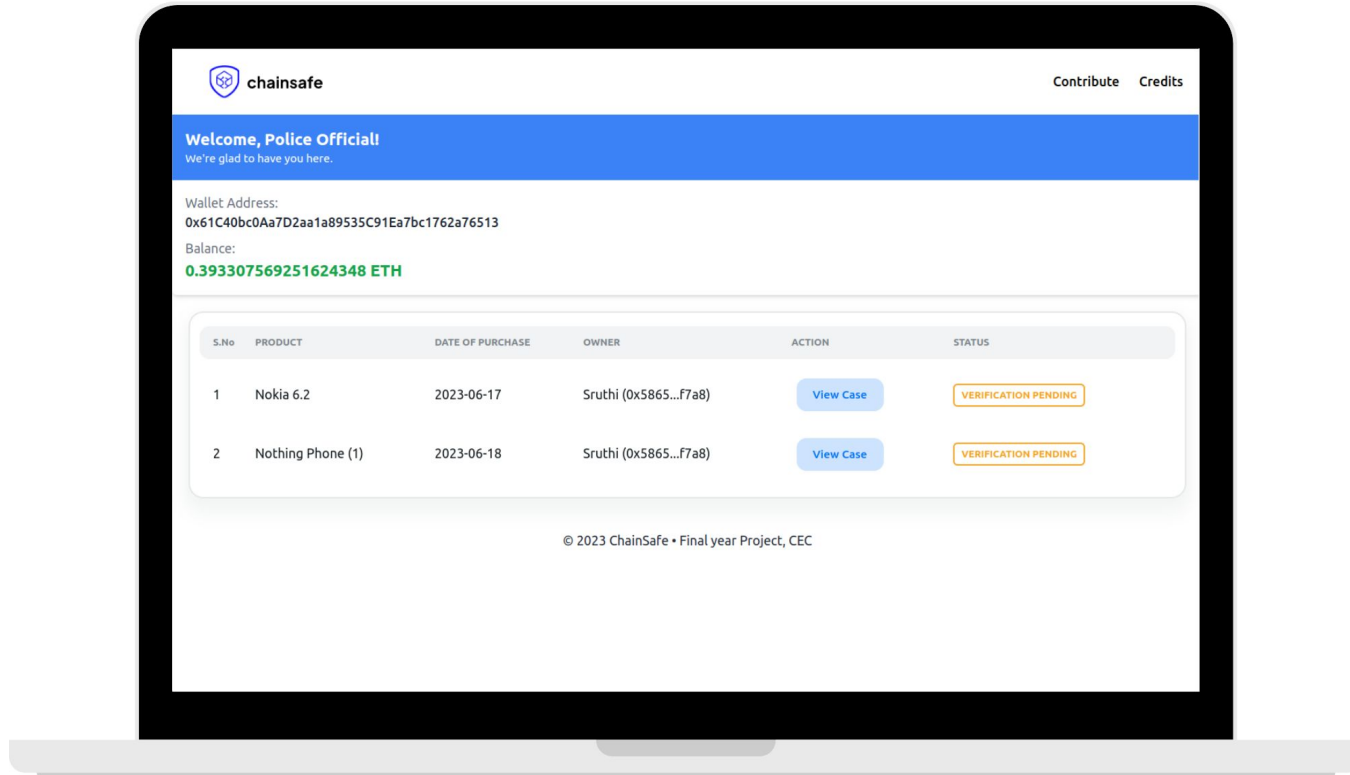 chainsafe
Contribute Credits
Welcome, Police Official!
We're glad to have you here.
Wallet Address:
0x61C40bc0Aa7D2aa1a89535C91Ea7bc1762a76513
Balance:
0.393307569251624348 ETH
S.No PRODUCT DATE OF PURCHASE OWNER ACTION STATUS
1 Nokia 6.2 2023-06-17 Sruthi (0x5865...f7a8) View Case VERIFICATION PENDING
2 Nothing Phone (1) 2023-06-18 Sruthi (0x5865...f7a8) View Case VERIFICATION PENDING
© 2023 ChainSafe • Final year Project, CEC